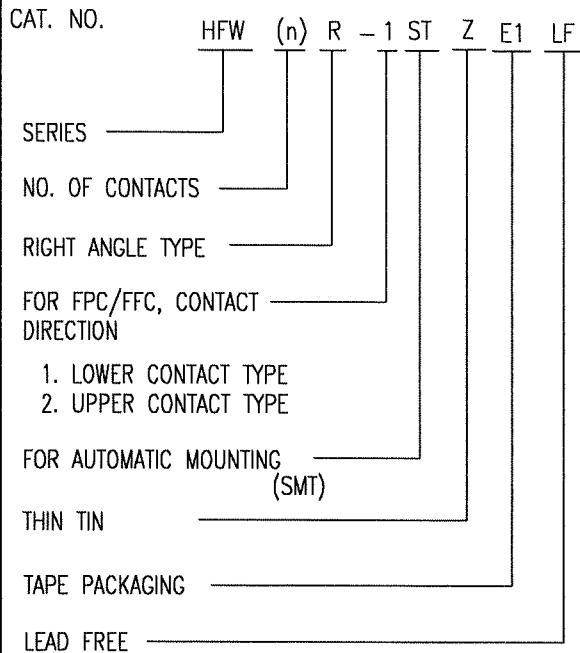 CAT. NO.
HFW (n) R - 1 ST Z E1 LF
SERIES
NO. OF CONTACTS
RIGHT ANGLE TYPE
FOR FPC/FFC, CONTACT
DIRECTION
1. LOWER CONTACT TYPE
2. UPPER CONTACT TYPE
FOR AUTOMATIC MOUNTING
(SMT)
THIN TIN
TAPE PACKAGING
LEAD FREE